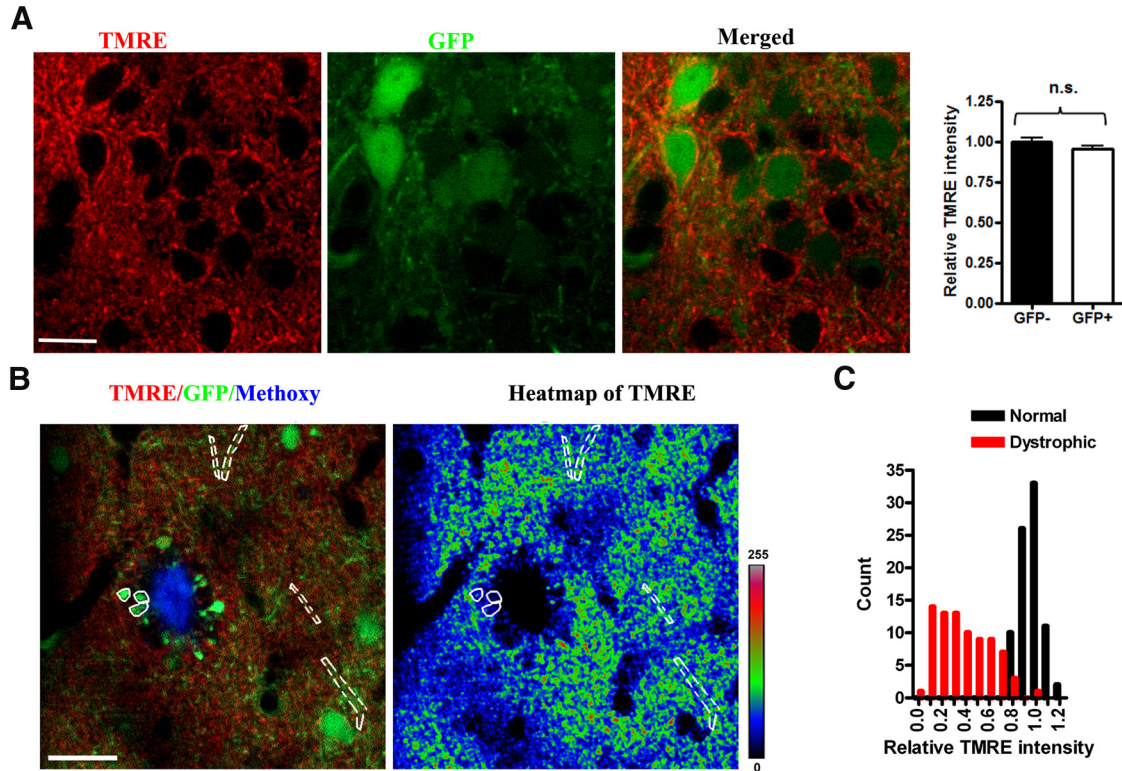 A
TMRE
GFP
Merged
n.s.
Relative TMRE intensity
1.25
1.00
0.75
0.50
0.25
0.00
GFP-
GFP+
B
TMRE/GFP/Methoxy
Heatmap of TMRE
255
0
C
Normal
Dystrophic
Count
35
30
25
20
15
10
5
0
0.0
0.2
0.4
0.6
0.8
1.0
1.2
Relative TMRE intensity